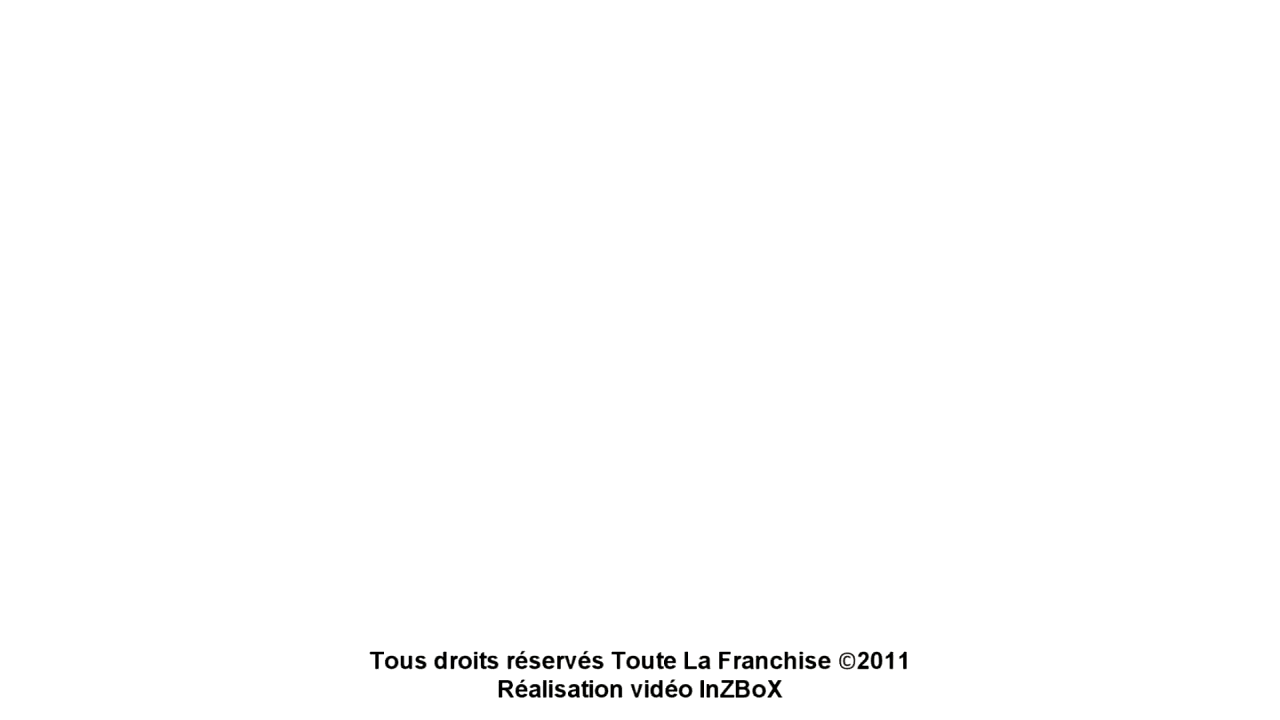 Tous droits réservés Toute La Franchise ©2011
Réalisation vidéo InZBoX